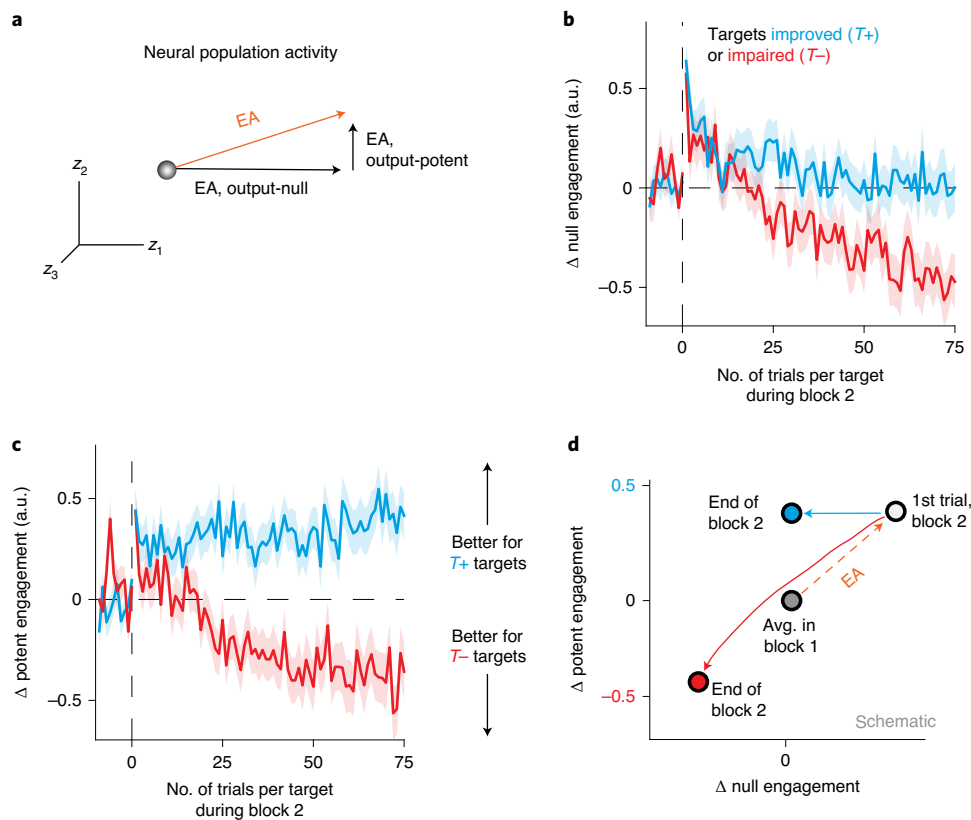 a
Neural population activity
EA
EA,
output-potent
EA, output-null
z2
z1
z3
b
Targets improved (T+)
or impaired (T–)
Δ null engagement (a.u.)
0.5
0
–0.5
0
25
50
75
No. of trials per target
during block 2
c
Δ potent engagement (a.u.)
0.5
0
–0.5
0
25
50
75
No. of trials per target
during block 2
Better for
T+ targets
Better for
T– targets
d
Δ potent engagement
0.5
0
–0.5
End of
block 2
1st trial,
block 2
EA
Avg. in
block 1
End of
block 2
Schematic
0
Δ null engagement